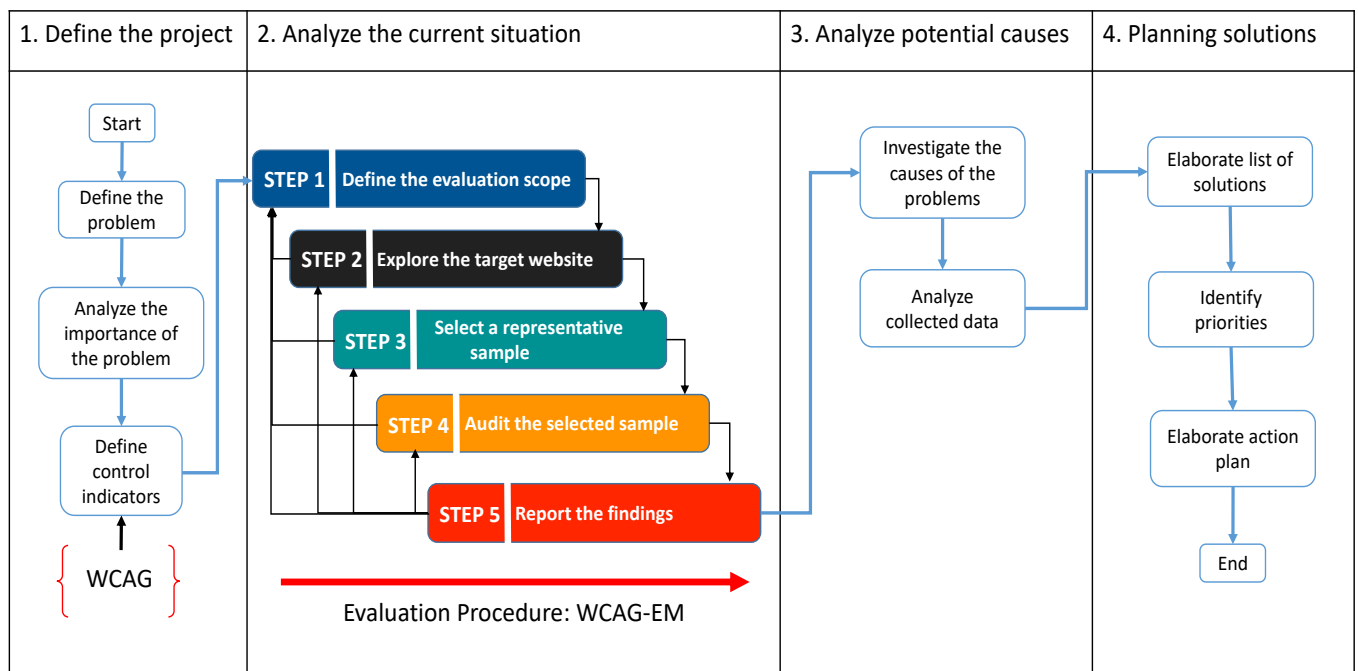 1. Define the project
2. Analyze the current situation
3. Analyze potential causes
4. Planning solutions
Start
Define the
problem
Analyze the
importance of
the problem
Define
control
indicators
WCAG
STEP 1 Define the evaluation scope
STEP 2 Explore the target website
STEP 3 Select a representative
sample
STEP 4 Audit the selected sample
STEP 5 Report the findings
Evaluation Procedure: WCAG-EM
Investigate the
causes of the
problems
Analyze
collected data
Elaborate list of
solutions
Identify
priorities
Elaborate action
plan
End